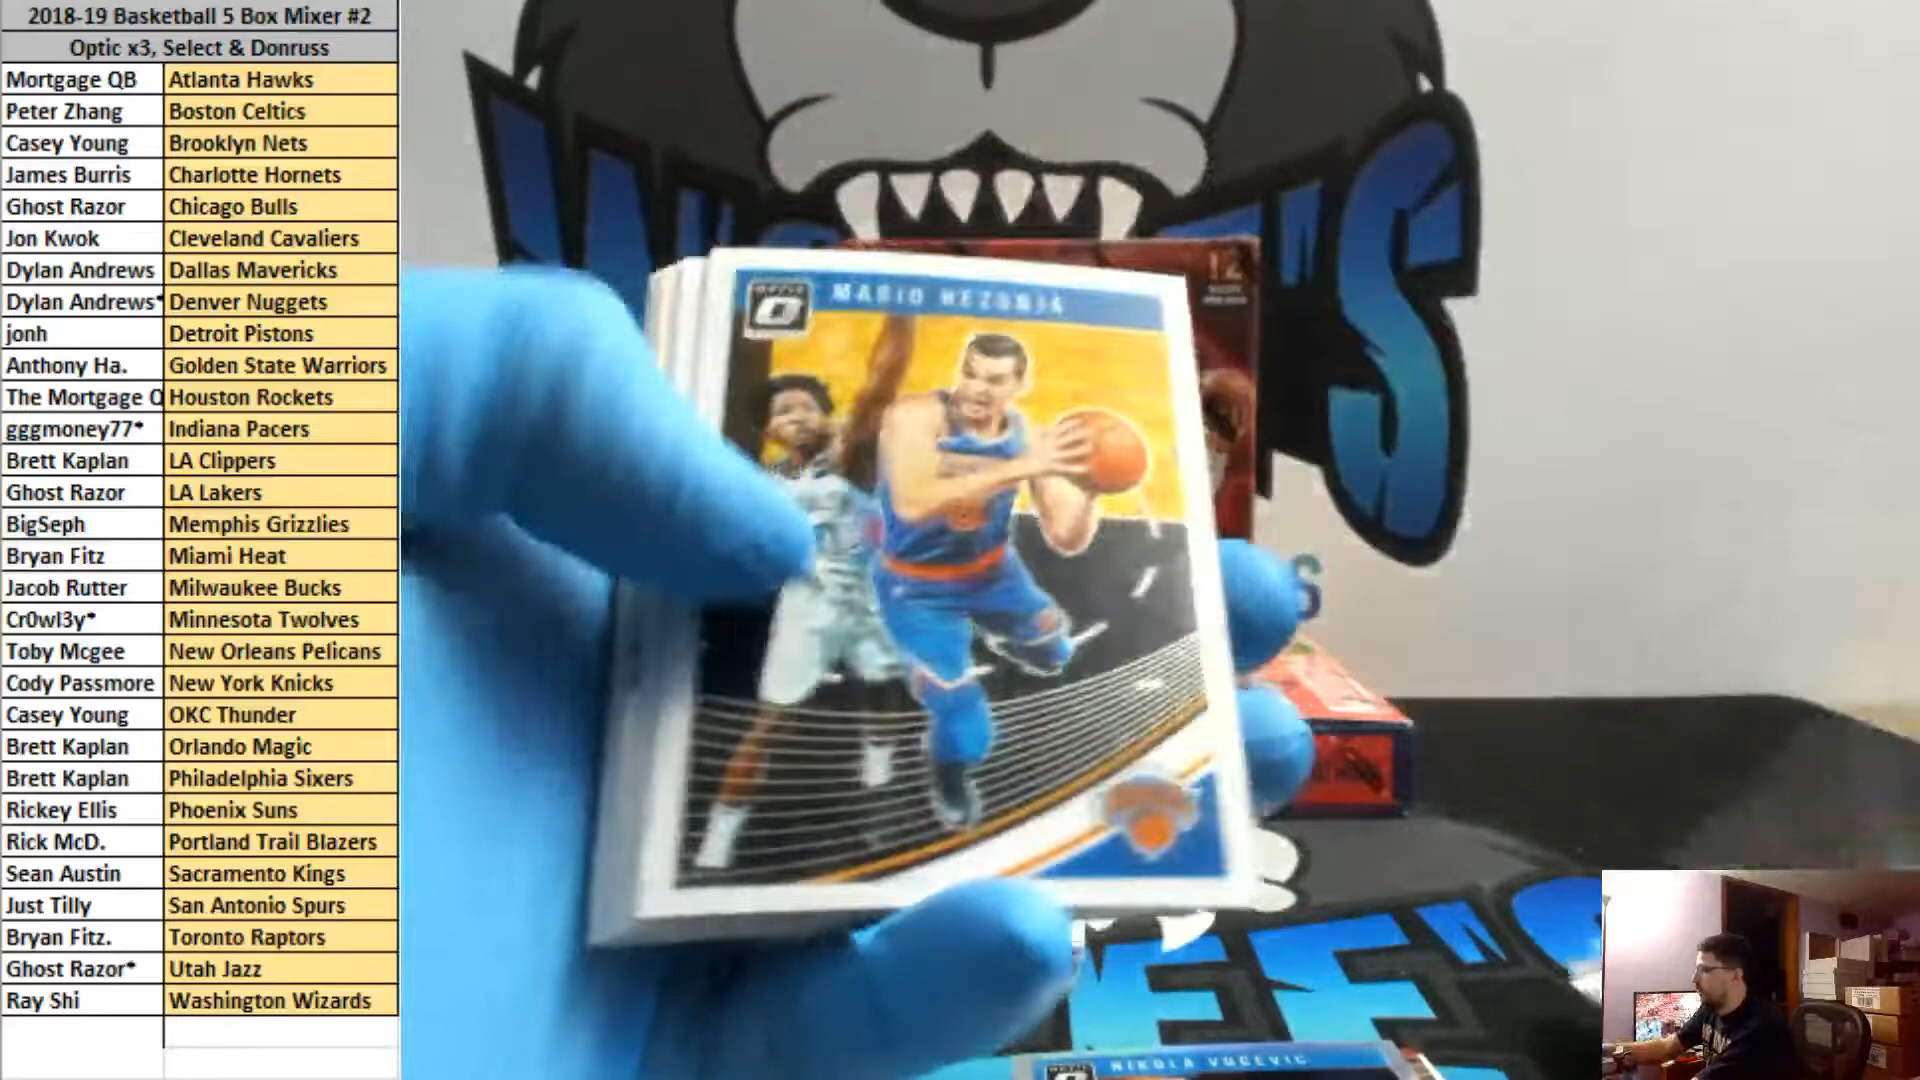 2018-19 Basketball 5 Box Mixer #2
Optic x3, Select & Donruss
Mortgage QB Atlanta Hawks
Peter Zhang Boston Celtics
Casey Young Brooklyn Nets
James Burris Charlotte Hornets
Ghost Razor Chicago Bulls
Jon Kwok Cleveland Cavaliers
Dylan Andrews Dallas Mavericks
Dylan Andrews* Denver Nuggets
jonh Detroit Pistons
Anthony Ha. Golden State Warriors
The Mortgage Q Houston Rockets
gggmoney77* Indiana Pacers
Brett Kaplan LA Clippers
Ghost Razor LA Lakers
BigSeph Memphis Grizzlies
Bryan Fitz Miami Heat
Jacob Rutter Milwaukee Bucks
Cr0wl3y* Minnesota Twolves
Toby Mcgee New Orleans Pelicans
Cody Passmore New York Knicks
Casey Young OKC Thunder
Brett Kaplan Orlando Magic
Brett Kaplan Philadelphia Sixers
Rickey Ellis Phoenix Suns
Rick McD. Portland Trail Blazers
Sean Austin Sacramento Kings
Just Tilly San Antonio Spurs
Bryan Fitz. Toronto Raptors
Ghost Razor* Utah Jazz
Ray Shi Washington Wizards
12
MARIO HEZONJA
NIKOLA VUCEVIC